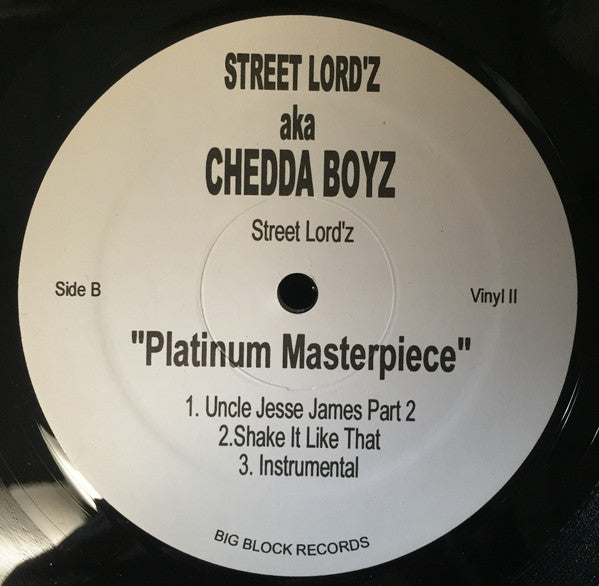 STREET LORD'Z
aka
CHEDDA BOYZ
Street Lord'z
Side B
Vinyl II
"Platinum Masterpiece"
1. Uncle Jesse James Part 2
2.Shake It Like That
3. Instrumental
BIG BLOCK RECORDS